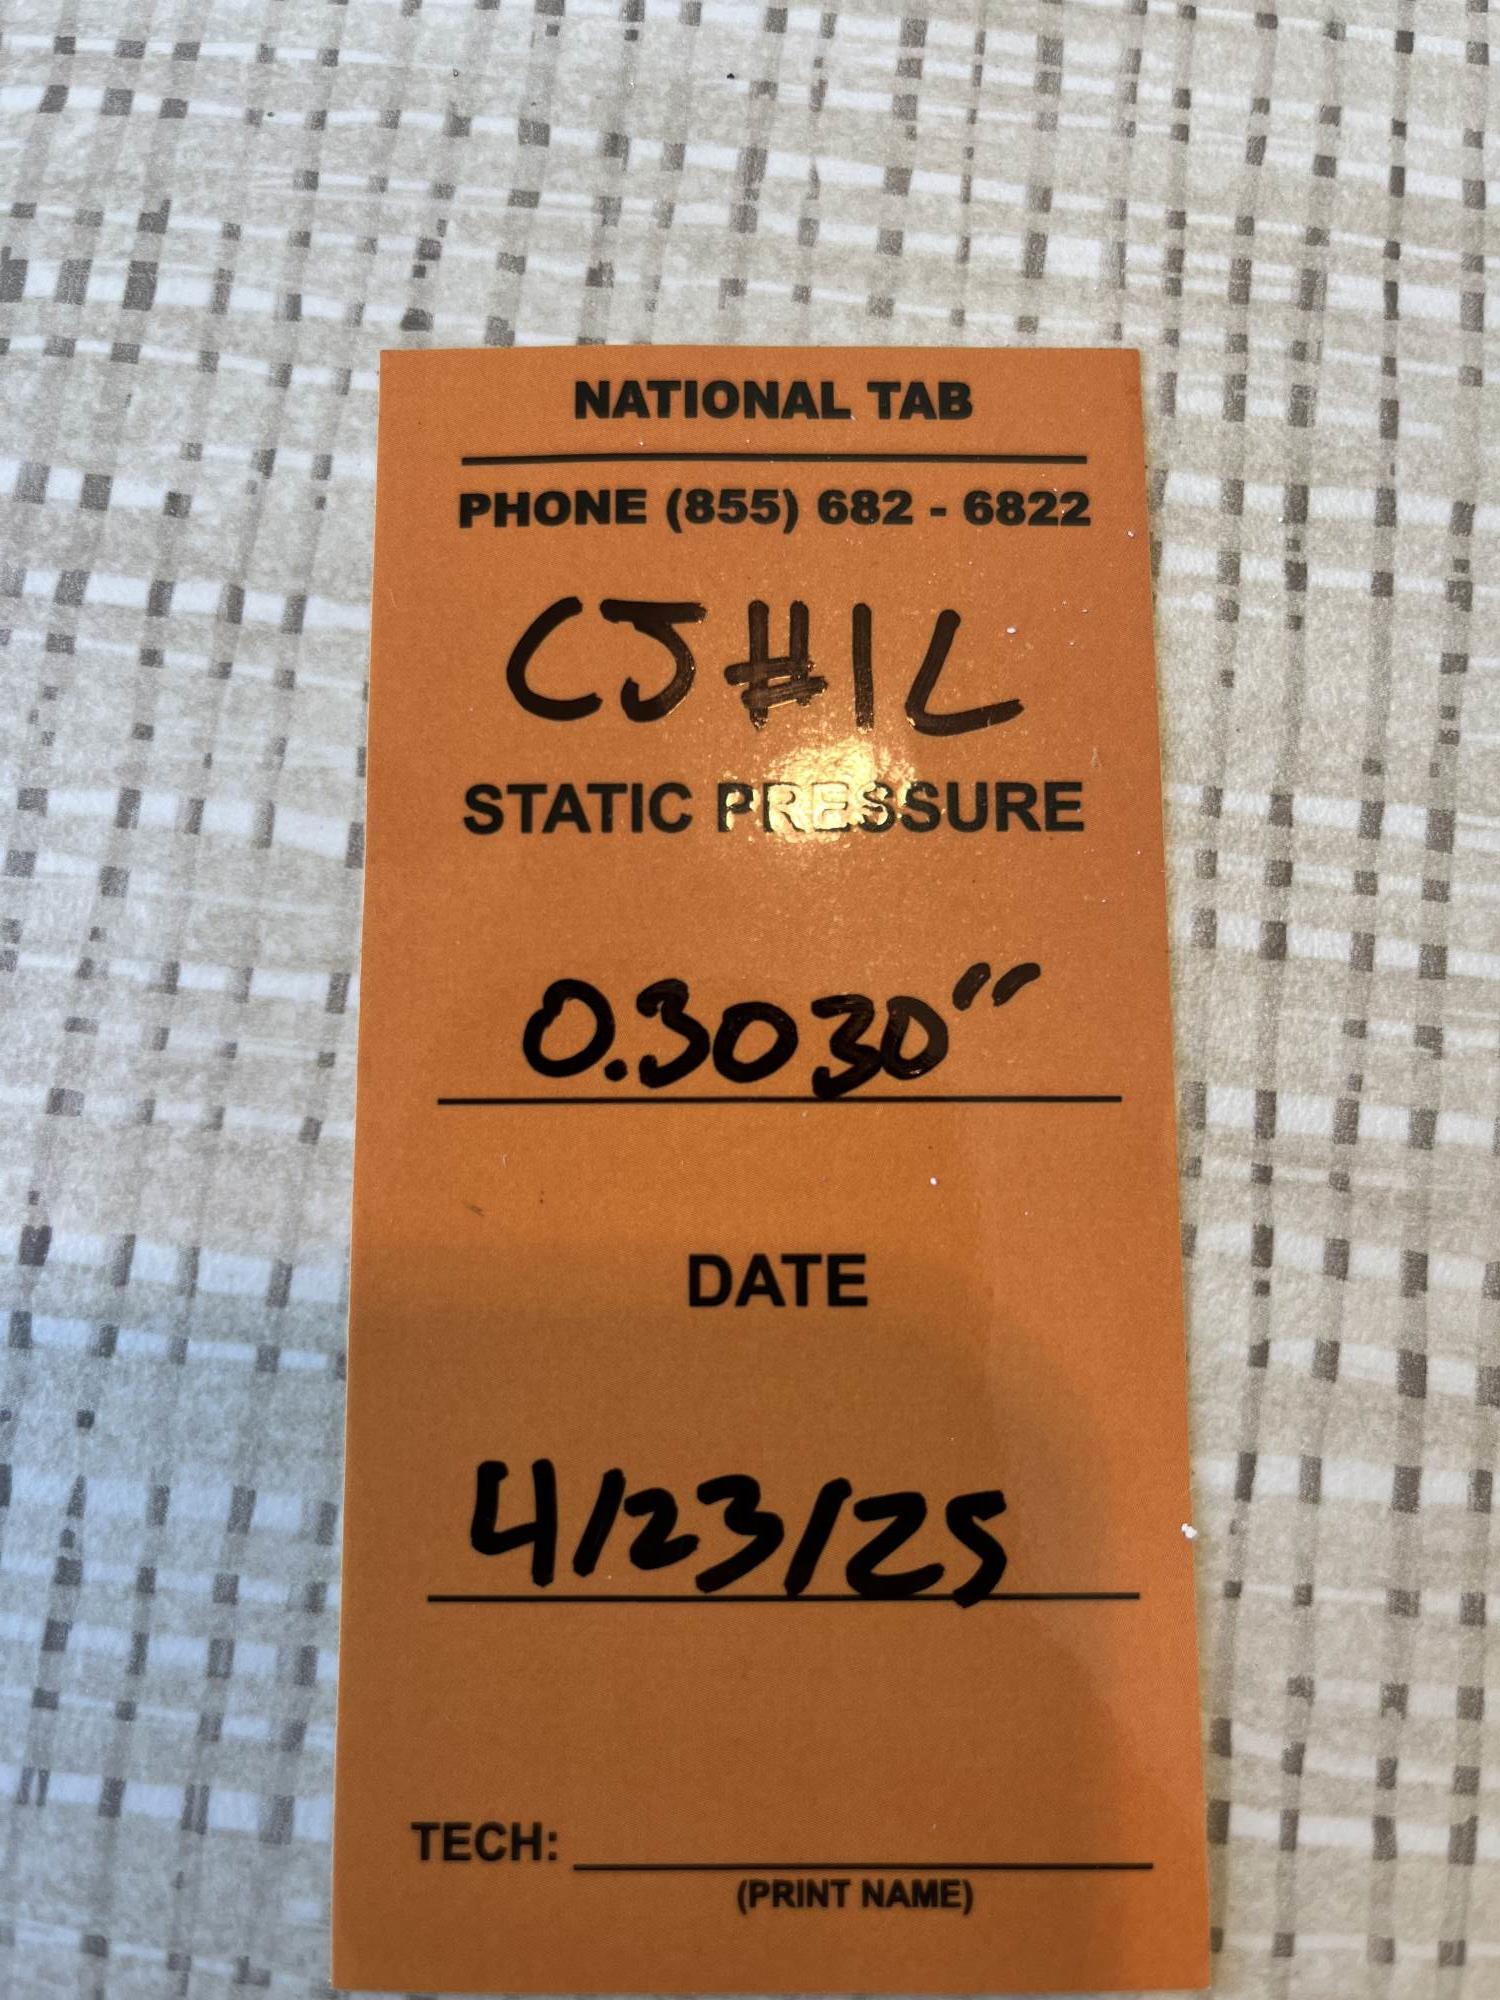 NATIONAL TAB
PHONE (855) 682 - 6822
CJ#1L
STATIC PRESSURE
0.3030"
DATE
4/23/25
TECH:
(PRINT NAME)